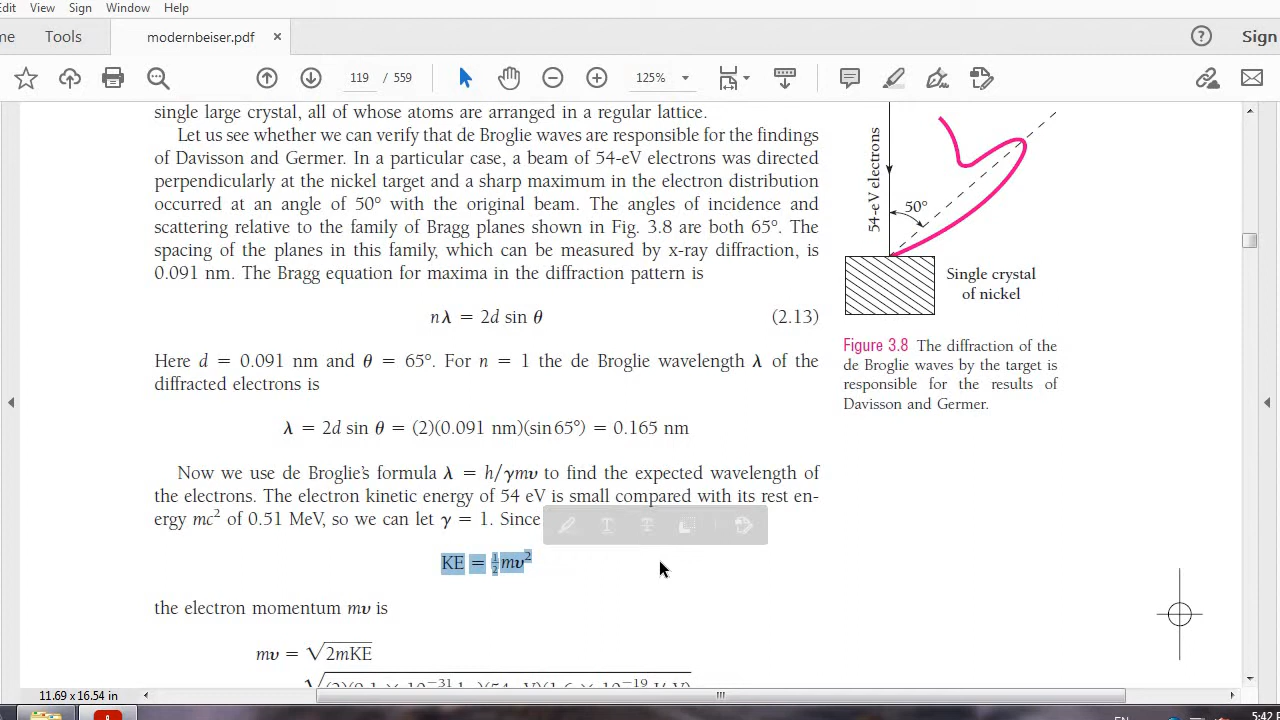 Edit View Sign Window Help
me Tools modernbeiser.pdf × ? Sign
119 / 559 125%
single large crystal, all of whose atoms are arranged in a regular lattice.
Let us see whether we can verify that de Broglie waves are responsible for the findings
of Davisson and Germer. In a particular case, a beam of 54-eV electrons was directed
perpendicularly at the nickel target and a sharp maximum in the electron distribution
occurred at an angle of 50° with the original beam. The angles of incidence and
scattering relative to the family of Bragg planes shown in Fig. 3.8 are both 65°. The
spacing of the planes in this family, which can be measured by x-ray diffraction, is
0.091 nm. The Bragg equation for maxima in the diffraction pattern is
nλ = 2d sin θ (2.13)
Here d = 0.091 nm and θ = 65°. For n = 1 the de Broglie wavelength λ of the
diffracted electrons is
λ = 2d sin θ = (2)(0.091 nm)(sin65°) = 0.165 nm
Now we use de Broglie's formula λ = h/γmv to find the expected wavelength of
the electrons. The electron kinetic energy of 54 eV is small compared with its rest en-
ergy mc² of 0.51 MeV, so we can let γ = 1. Since
KE = ½mv²
the electron momentum mv is
mv = √2mKE
54-eV electrons
50°
Single crystal
of nickel
Figure 3.8 The diffraction of the
de Broglie waves by the target is
responsible for the results of
Davisson and Germer.
11.69 x 16.54 in
EN 5:42 P